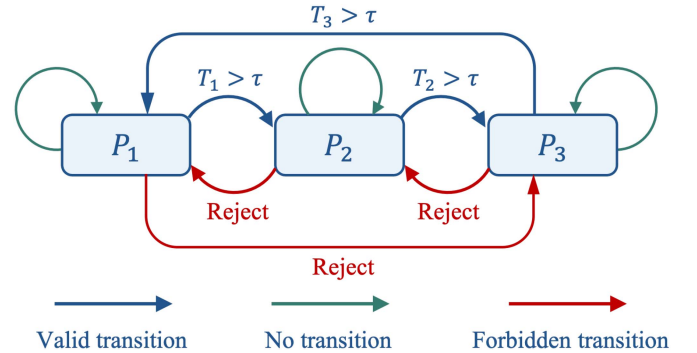 T₃ > τ
T₁ > τ
T₂ > τ
P₁
P₂
P₃
Reject
Reject
Reject
Valid transition
No transition
Forbidden transition